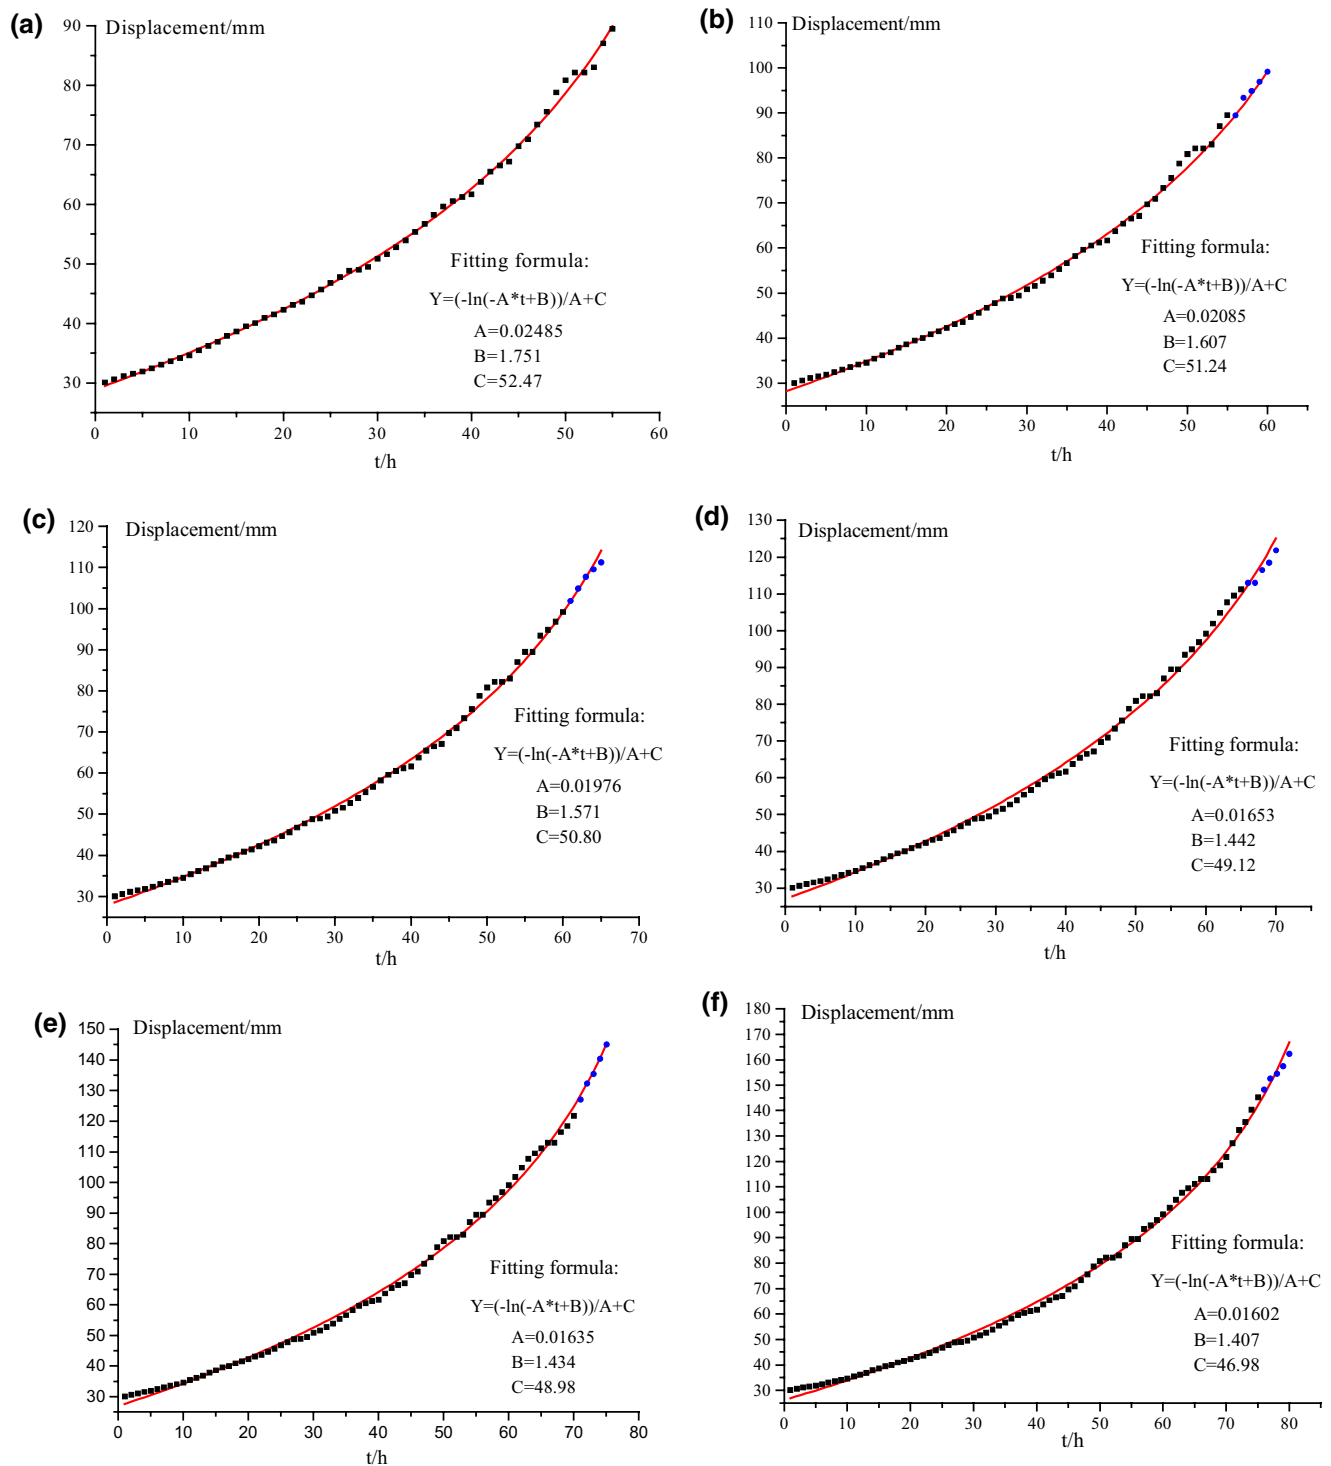 (a)
Displacement/mm
90
80
70
60
50
40
30
Fitting formula:
Y=(-ln(-A*t+B))/A+C
A=0.02485
B=1.751
C=52.47
0 10 20 30 40 50 60
t/h
(b)
Displacement/mm
110
100
90
80
70
60
50
40
30
Fitting formula:
Y=(-ln(-A*t+B))/A+C
A=0.02085
B=1.607
C=51.24
0 10 20 30 40 50 60
t/h
(c)
Displacement/mm
120
110
100
90
80
70
60
50
40
30
Fitting formula:
Y=(-ln(-A*t+B))/A+C
A=0.01976
B=1.571
C=50.80
0 10 20 30 40 50 60 70
t/h
(d)
Displacement/mm
130
120
110
100
90
80
70
60
50
40
30
Fitting formula:
Y=(-ln(-A*t+B))/A+C
A=0.01653
B=1.442
C=49.12
0 10 20 30 40 50 60 70
t/h
(e)
Displacement/mm
150
140
130
120
110
100
90
80
70
60
50
40
30
Fitting formula:
Y=(-ln(-A*t+B))/A+C
A=0.01635
B=1.434
C=48.98
0 10 20 30 40 50 60 70 80
t/h
(f)
Displacement/mm
180
170
160
150
140
130
120
110
100
90
80
70
60
50
40
30
Fitting formula:
Y=(-ln(-A*t+B))/A+C
A=0.01602
B=1.407
C=46.98
0 10 20 30 40 50 60 70 80
t/h